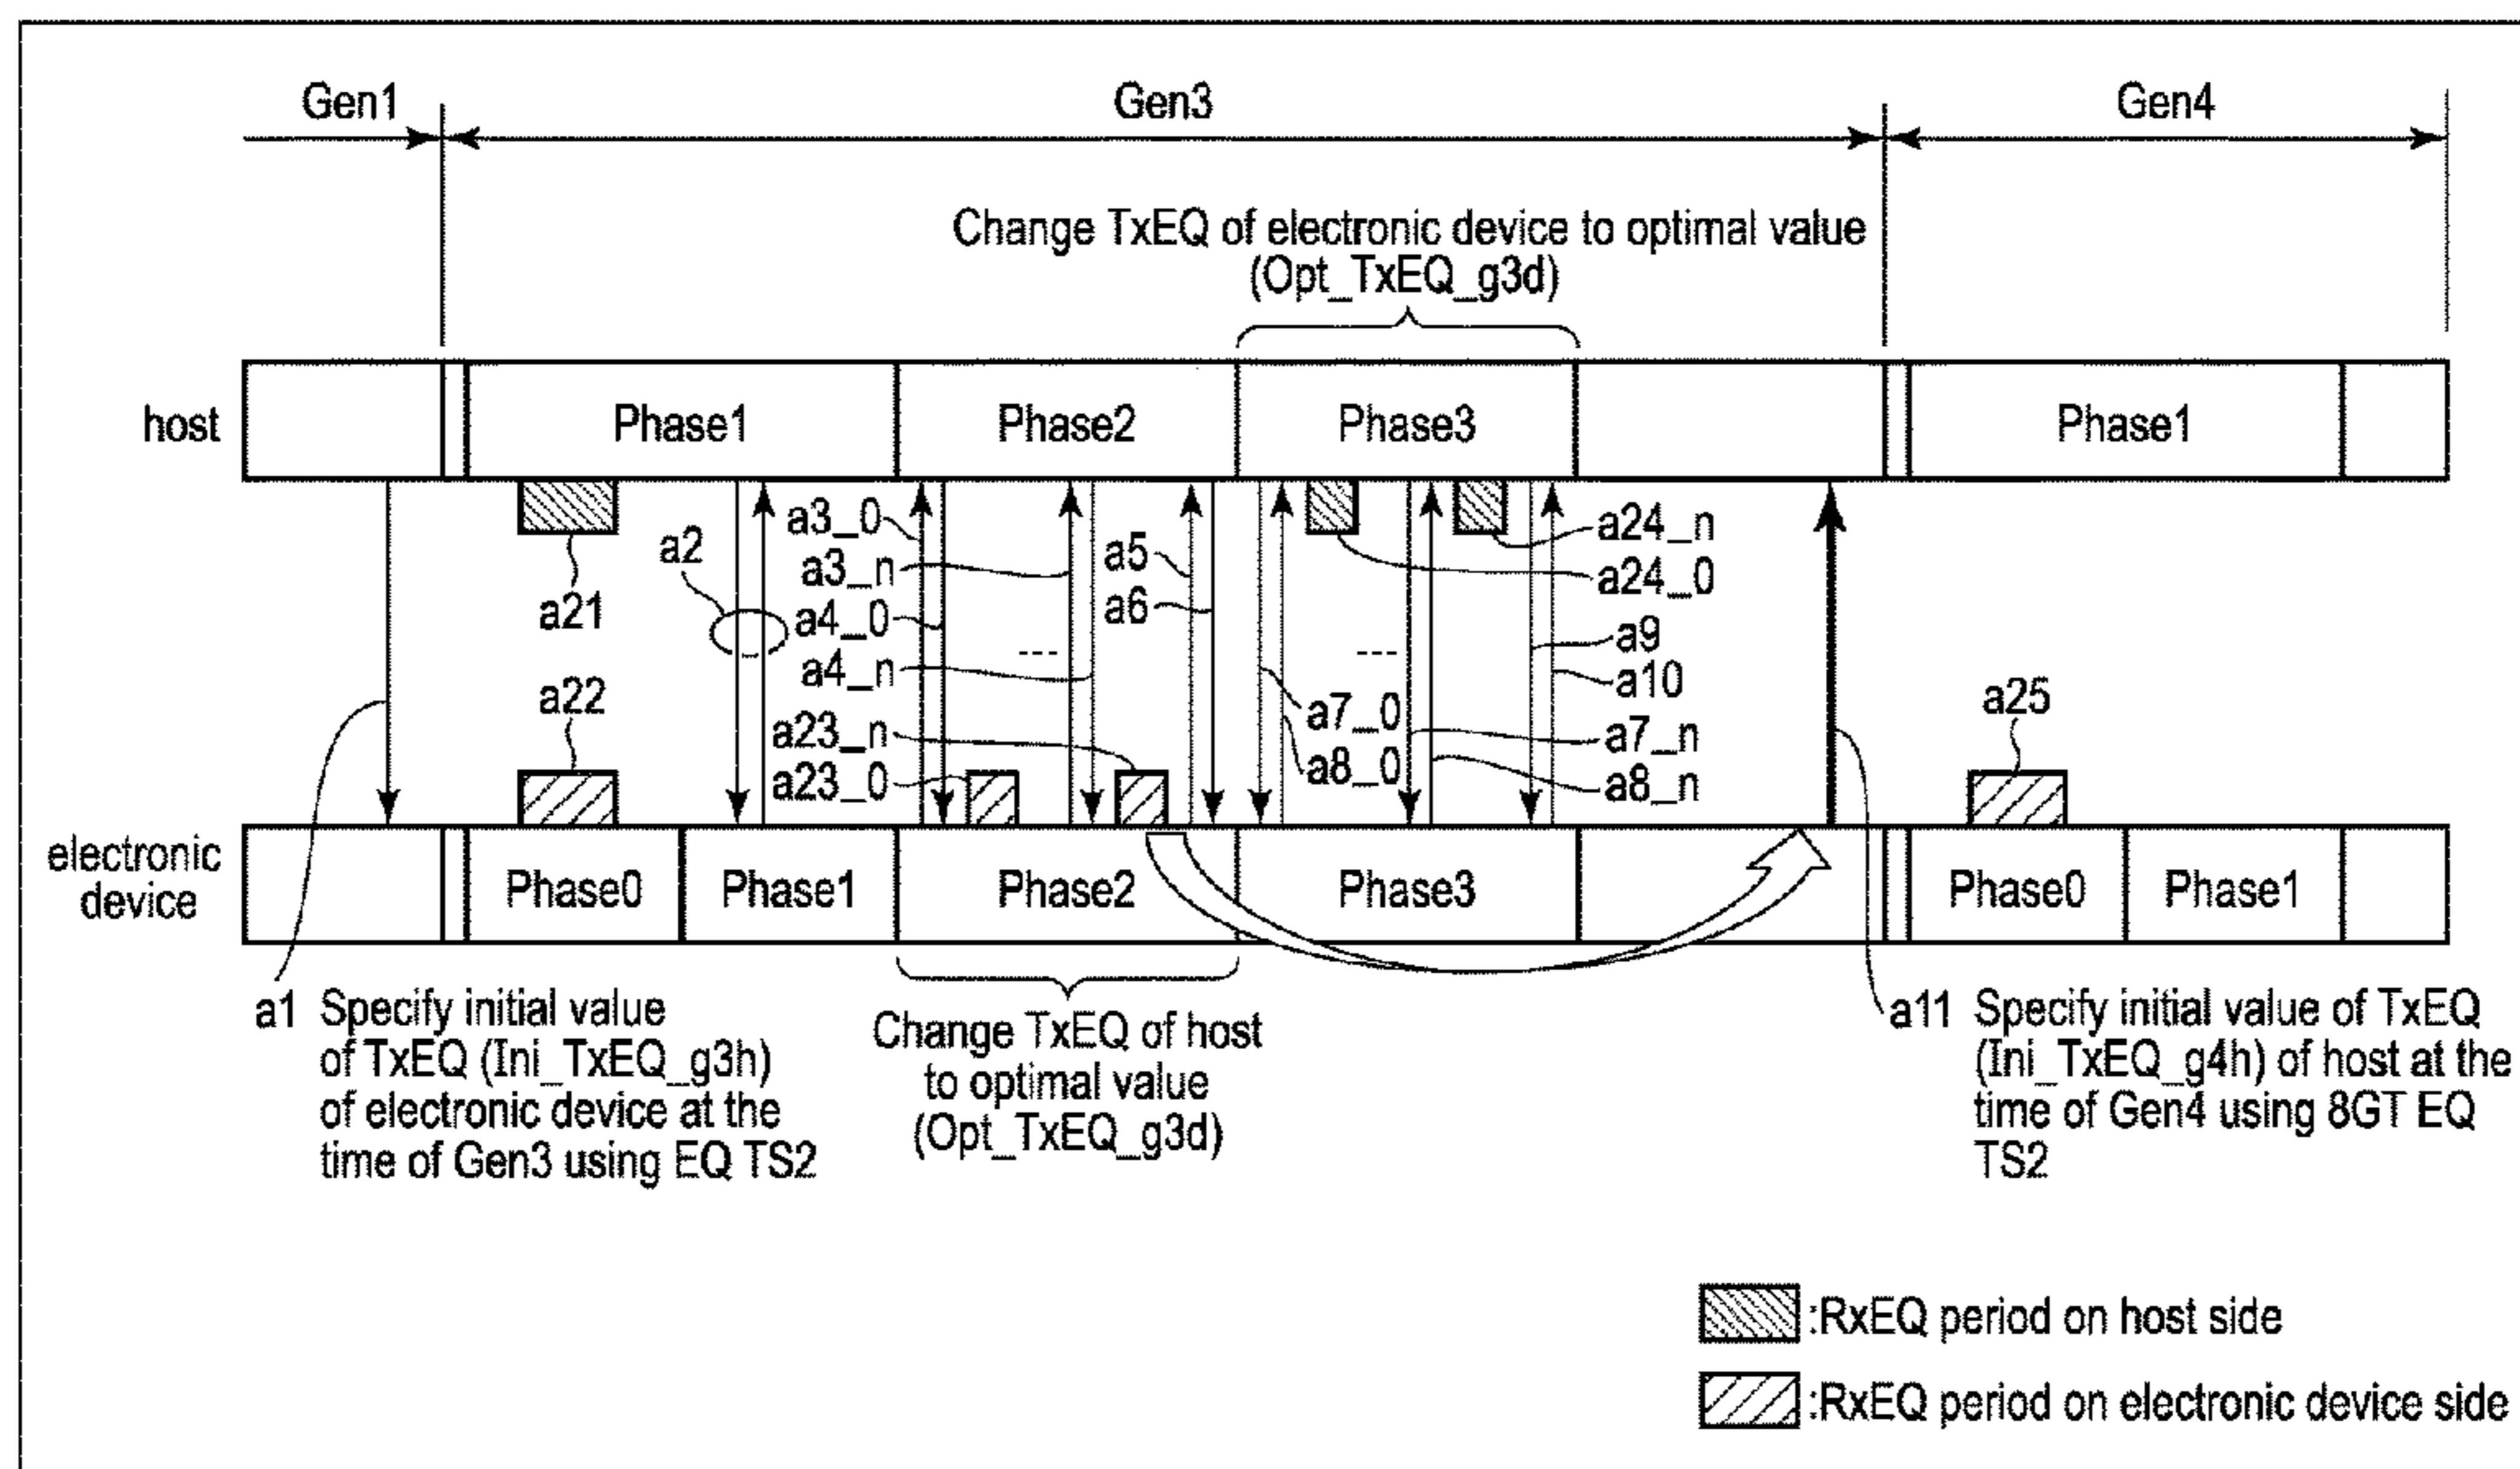 Gen1
Gen3
Gen4
Change TxEQ of electronic device to optimal value
(Opt_TxEQ_g3d)
host
Phase1
Phase2
Phase3
Phase1
a21
a2
a3_0
a3_n
a4_0
a4_n
a5
a6
a24_n
a24_0
a9
a10
a22
a23_n
a23_0
a7_0
a8_0
a7_n
a8_n
a25
electronic
device
Phase0
Phase1
Phase2
Phase3
Phase0
Phase1
a1 Specify initial value
of TxEQ (Ini_TxEQ_g3h)
of electronic device at the
time of Gen3 using EQ TS2
Change TxEQ of host
to optimal value
(Opt_TxEQ_g3d)
a11 Specify initial value of TxEQ
(Ini_TxEQ_g4h) of host at the
time of Gen4 using 8GT EQ
TS2
:RxEQ period on host side
:RxEQ period on electronic device side